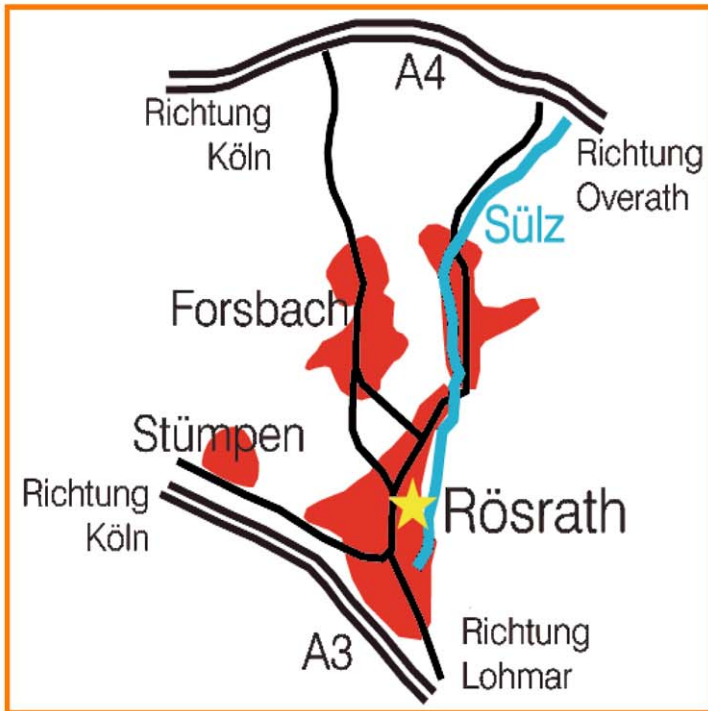 A4
Richtung
Köln
Richtung
Overath
Sülz
Forsbach
Stümpen
Richtung
Köln
Rösrath
A3
Richtung
Lohmar